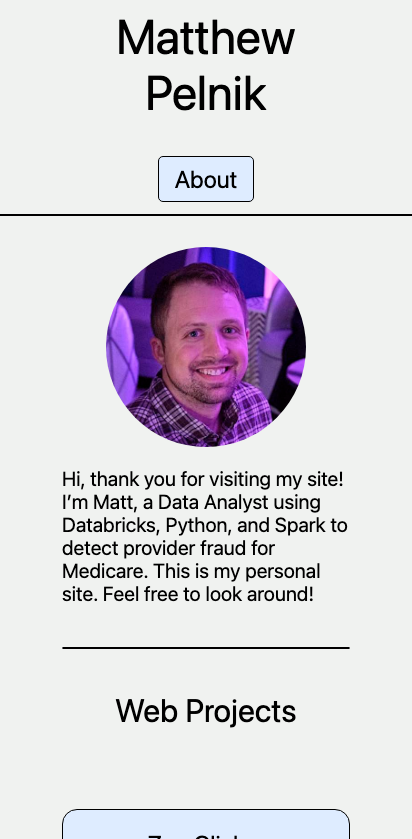 Matthew
Pelnik
About
Hi, thank you for visiting my site!
I’m Matt, a Data Analyst using
Databricks, Python, and Spark to
detect provider fraud for
Medicare. This is my personal
site. Feel free to look around!
Web Projects